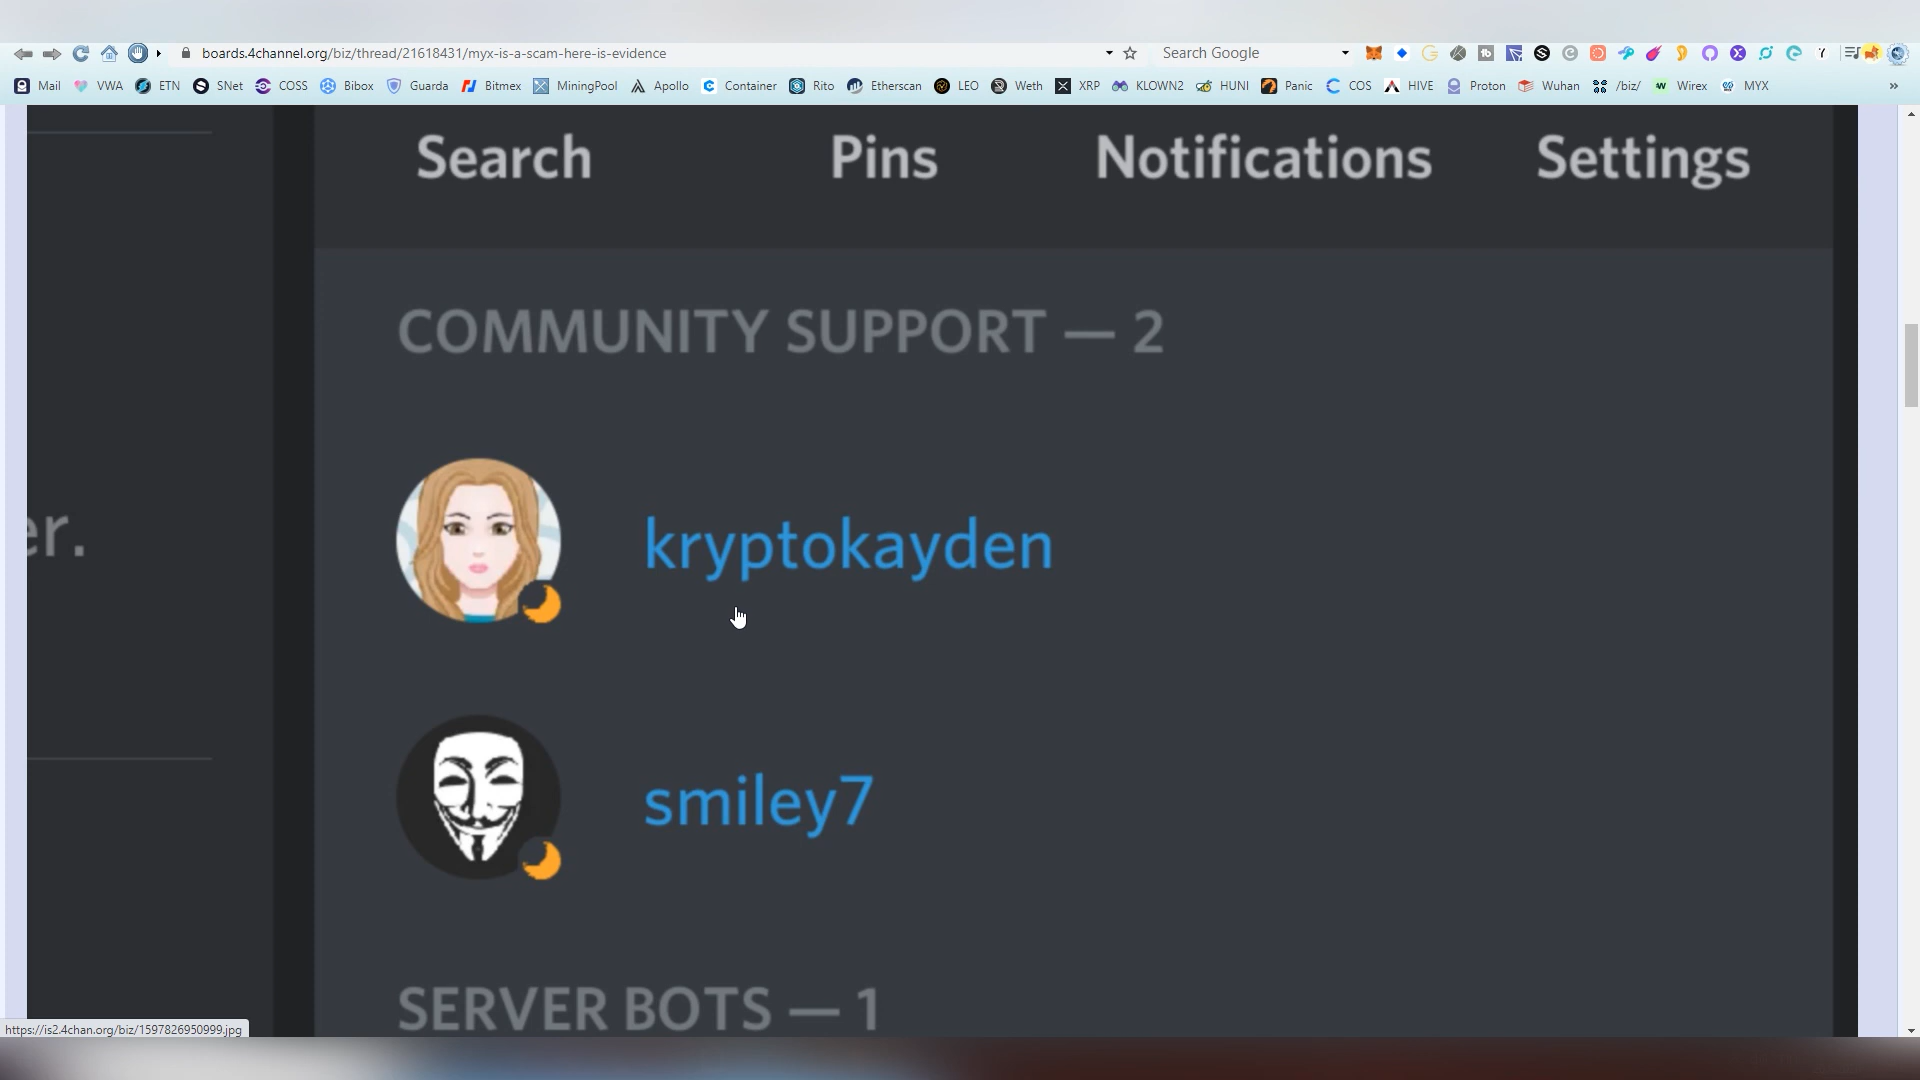 boards.4channel.org/biz/thread/21618431/myx-is-a-scam-here-is-evidence
Search Google
Mail VWA ETN SNet COSS Bibox Guarda Bitmex MiningPool Apollo Container Rito Etherscan LEO Weth XRP KLOWN2 HUNI Panic COS HIVE Proton Wuhan /biz/ Wirex MYX »
Search Pins Notifications Settings
COMMUNITY SUPPORT — 2
kryptokayden
er.
smiley7
SERVER BOTS — 1
https://is2.4chan.org/biz/1597826950999.jpg